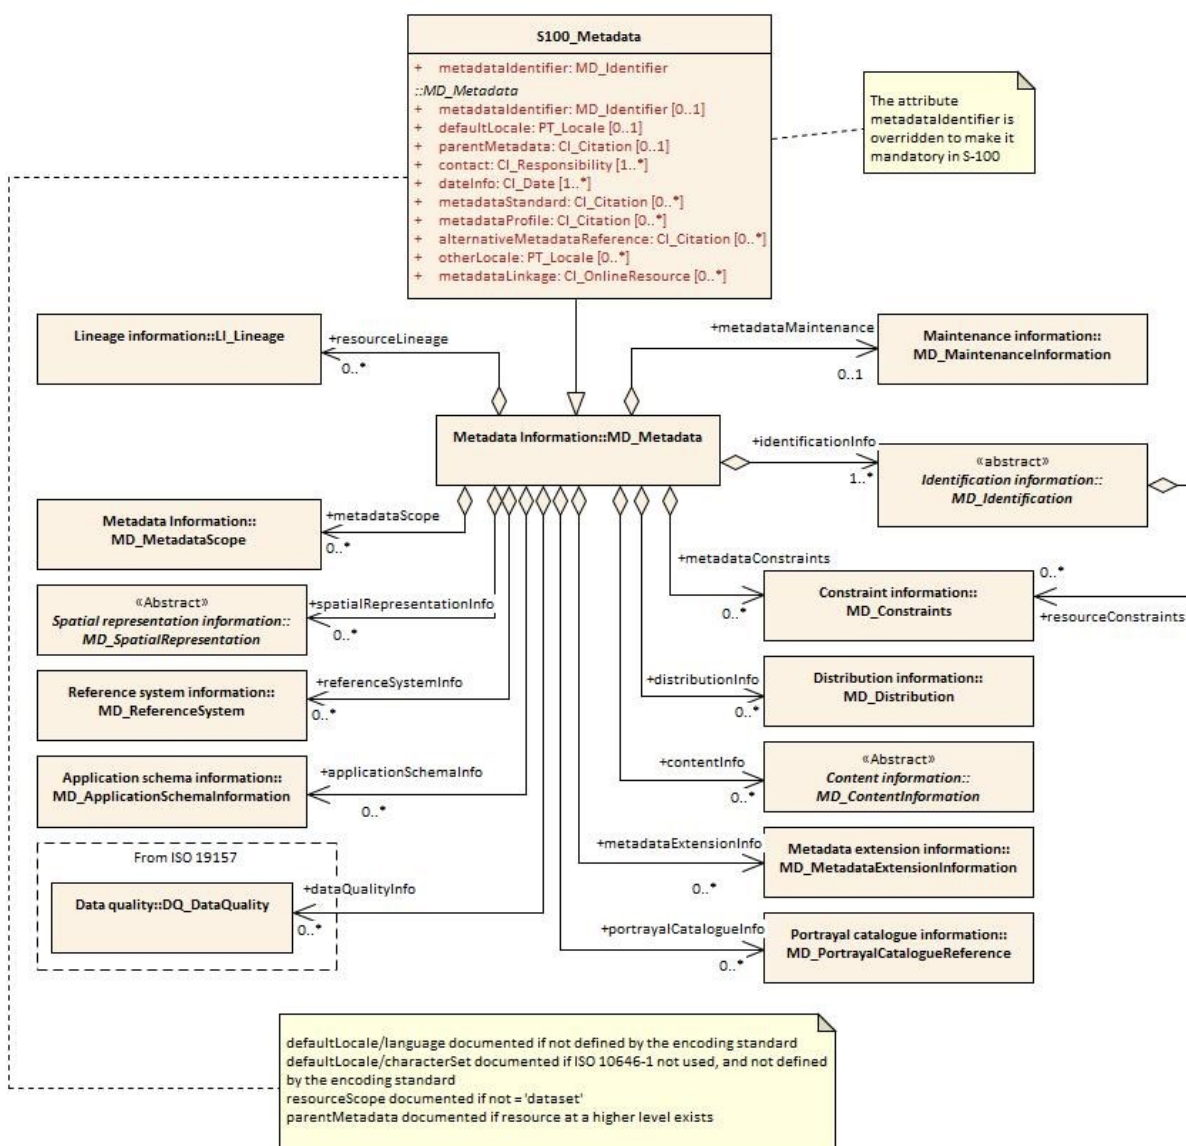 S100_Metadata
+ metadataIdentifier: MD_Identifier
::MD_Metadata
+ metadataIdentifier: MD_Identifier [0..1]
+ defaultLocale: PT_Locale [0..1]
+ parentMetadata: CI_Citation [0..1]
+ contact: CI_Responsibility [1..*]
+ dateInfo: CI_Date [1..*]
+ metadataStandard: CI_Citation [0..*]
+ metadataProfile: CI_Citation [0..*]
+ alternativeMetadataReference: CI_Citation [0..*]
+ otherLocale: PT_Locale [0..*]
+ metadataLinkage: CI_OnlineResource [0..*]
The attribute
metadataIdentifier is
overridden to make it
mandatory in S-100
Lineage information::LI_Lineage
+resourceLineage
0..*
+metadataMaintenance
0..1
Maintenance information::
MD_MaintenanceInformation
Metadata Information::MD_Metadata
+identificationInfo
1..*
«abstract»
Identification information::
MD_Identification
Metadata Information::
MD_MetadataScope
+metadataScope
0..*
+metadataConstraints
0..*
Constraint information::
MD_Constraints
0..*
+resourceConstraints
«Abstract»
Spatial representation information::
MD_SpatialRepresentation
+spatialRepresentationInfo
0..*
Reference system information::
MD_ReferenceSystem
+referenceSystemInfo
0..*
+distributionInfo
0..*
Distribution information::
MD_Distribution
Application schema information::
MD_ApplicationSchemaInformation
+applicationSchemaInfo
0..*
+contentInfo
0..*
«Abstract»
Content information::
MD_ContentInformation
From ISO 19157
Data quality::DQ_DataQuality
+dataQualityInfo
0..*
+metadataExtensionInfo
0..*
Metadata extension information::
MD_MetadataExtensionInformation
+portrayalCatalogueInfo
0..*
Portrayal catalogue information::
MD_PortrayalCatalogueReference
defaultLocale/language documented if not defined by the encoding standard
defaultLocale/characterSet documented if ISO 10646-1 not used, and not defined
by the encoding standard
resourceScope documented if not = 'dataset'
parentMetadata documented if resource at a higher level exists